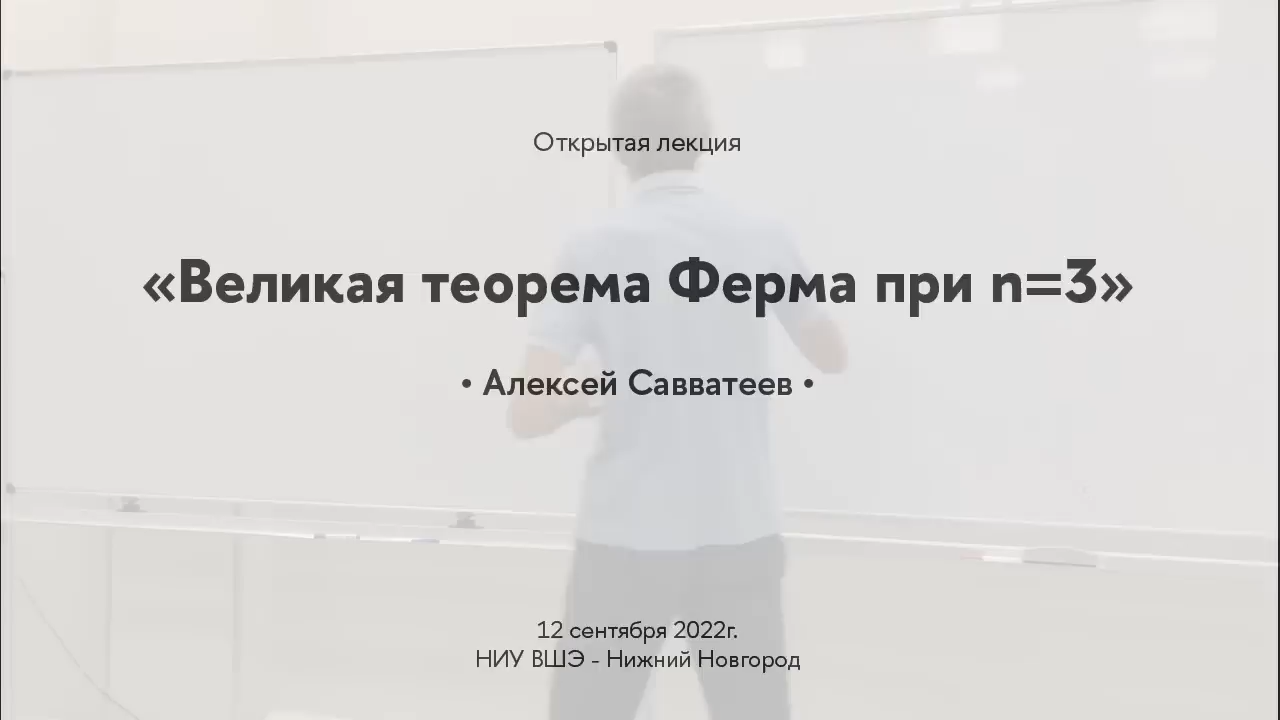 Открытая лекция
«Великая теорема Ферма при n=3»
• Алексей Савватеев •
12 сентября 2022г.
НИУ ВШЭ - Нижний Новгород